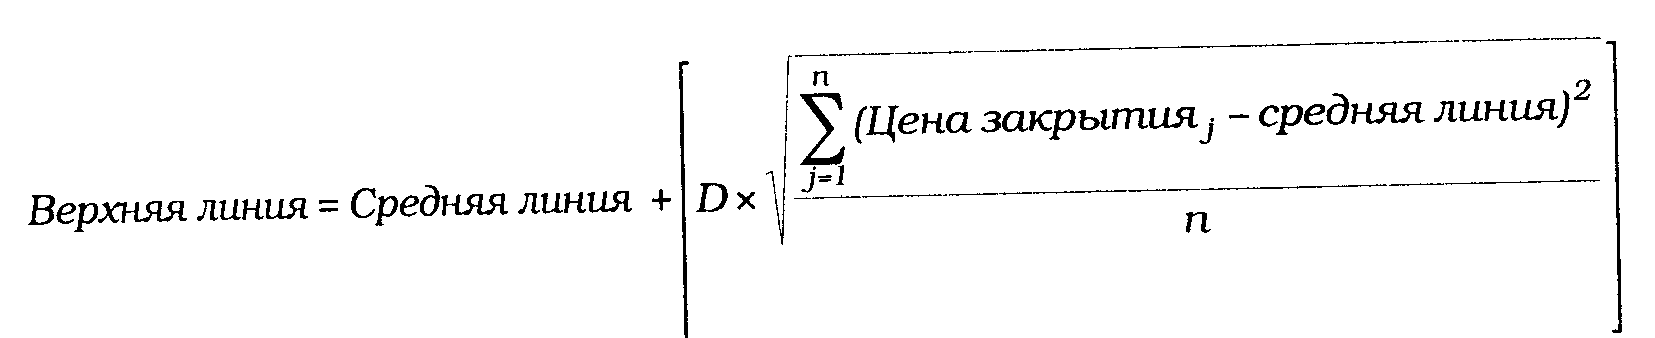 Верхняя линия = Средняя линия + [D × √(∑_{j=1}^{n} (Цена закрытия_j – средняя линия)² / n)]